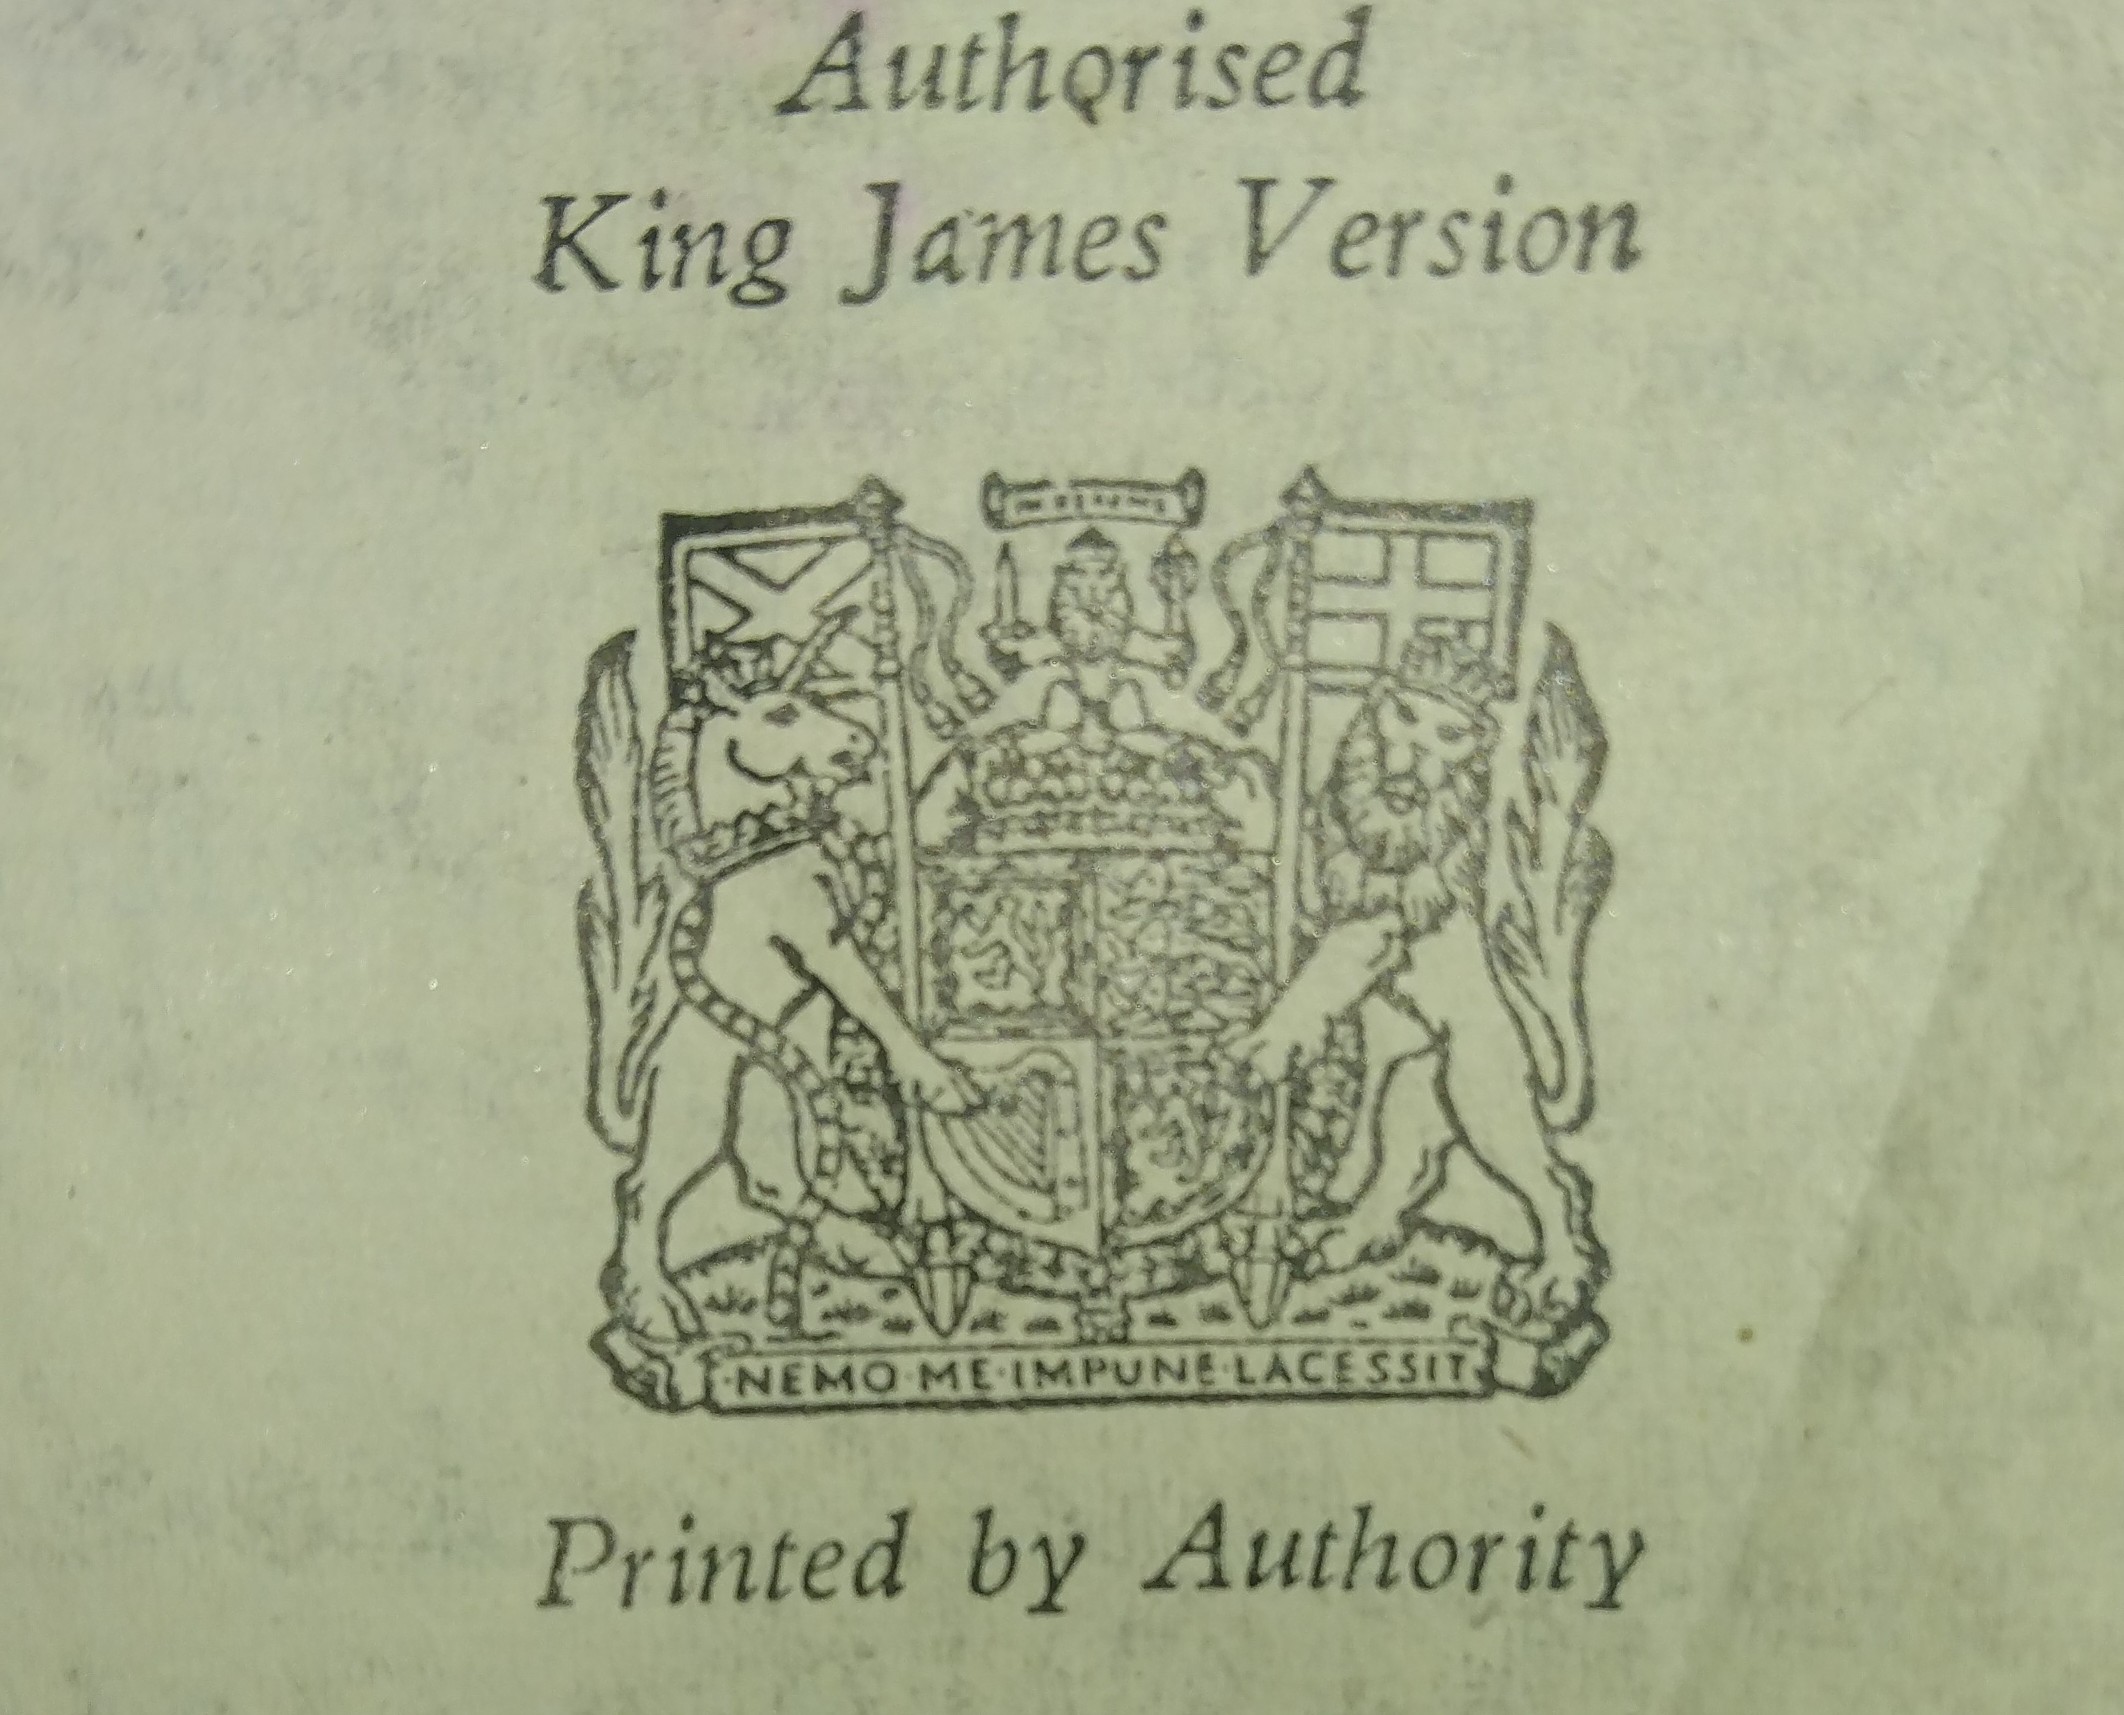 Authorised
King James Version
NEMO·ME·IMPUNE·LACESSIT
Printed by Authority